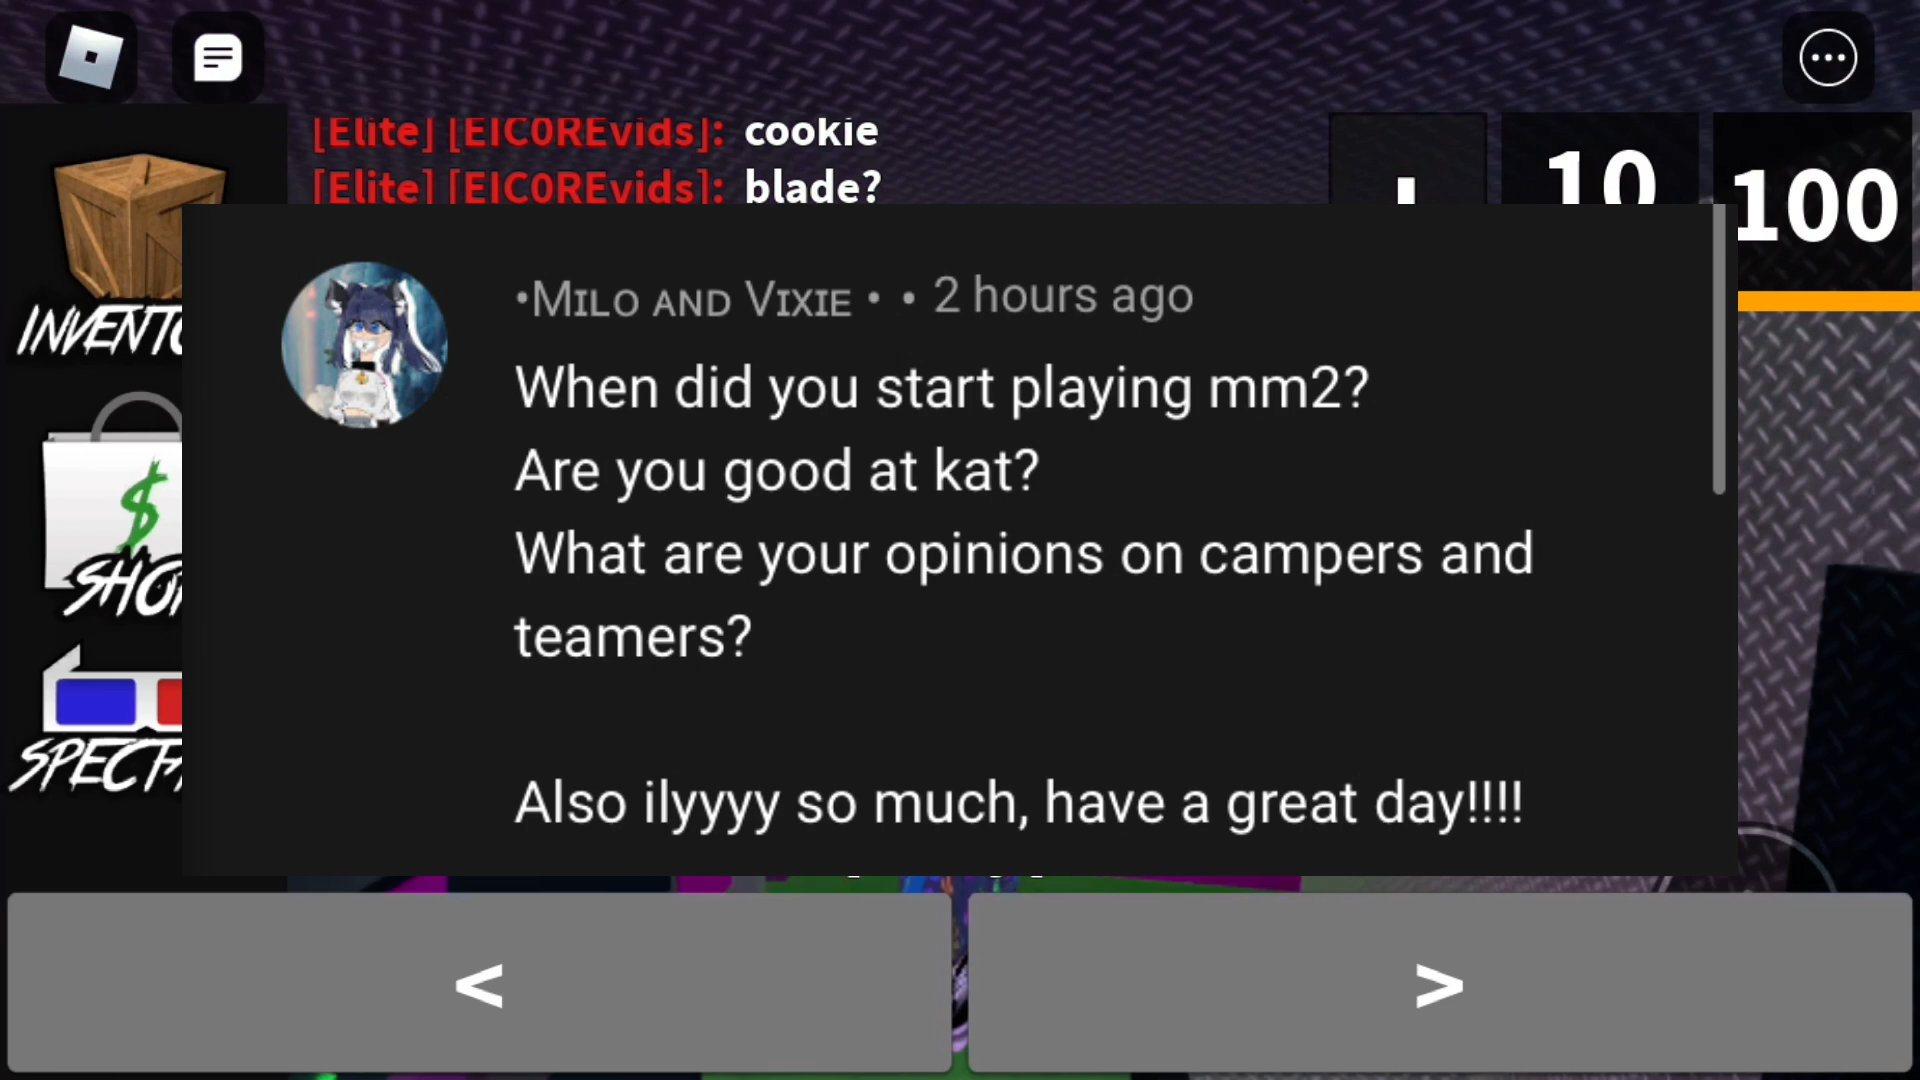 [Elite] [EIC0REvids]: cookie
[Elite] [EIC0REvids]: blade?
10
100
$
•Milo and Vixie • • 2 hours ago
When did you start playing mm2?
Are you good at kat?
What are your opinions on campers and
teamers?
Also ilyyyy so much, have a great day!!!!
< >